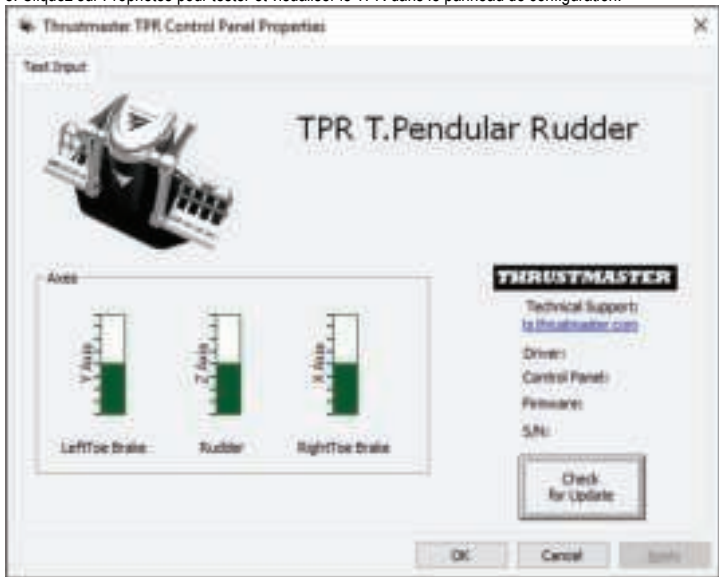 Thrustmaster TPR Control Panel Properties
Test Input
TPR T.Pendular Rudder
Axes
Y Axis
Z Axis
X Axis
LeftToe Brake
Rudder
RightToe Brake
THRUSTMASTER
Technical Support:
ts.thrustmaster.com
Driver:
Control Panel:
Firmware:
S/N:
Check
for Update
OK
Cancel
Apply